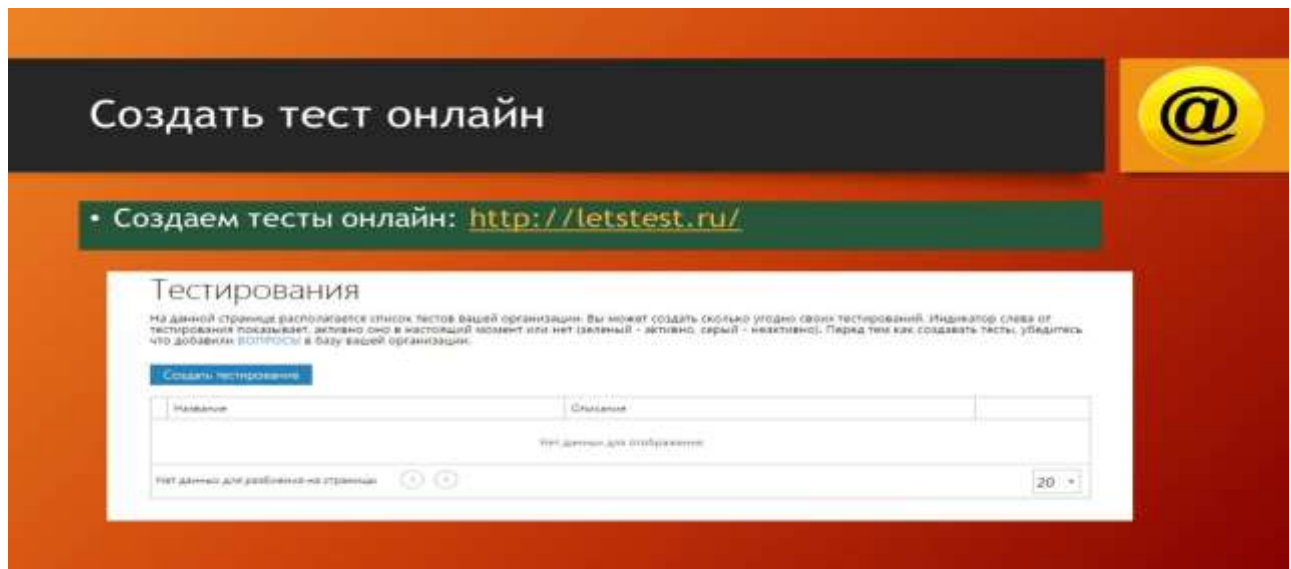 Создать тест онлайн
@
• Создаем тесты онлайн: http://letstest.ru/
Тестирования
На данной странице располагается список тестов вашей организации. Вы может создать сколько угодно своих тестирований. Индикатор слева от
тестирования показывает, активно оно в настоящий момент или нет (зеленый - активно, серый - неактивно). Перед тем как создавать тесты, убедитесь
что добавили ВОПРОСЫ в базу вашей организации.
Создать тестирование
Название Описание
Нет данных для отображения
Нет данных для разбиения на страницы 20